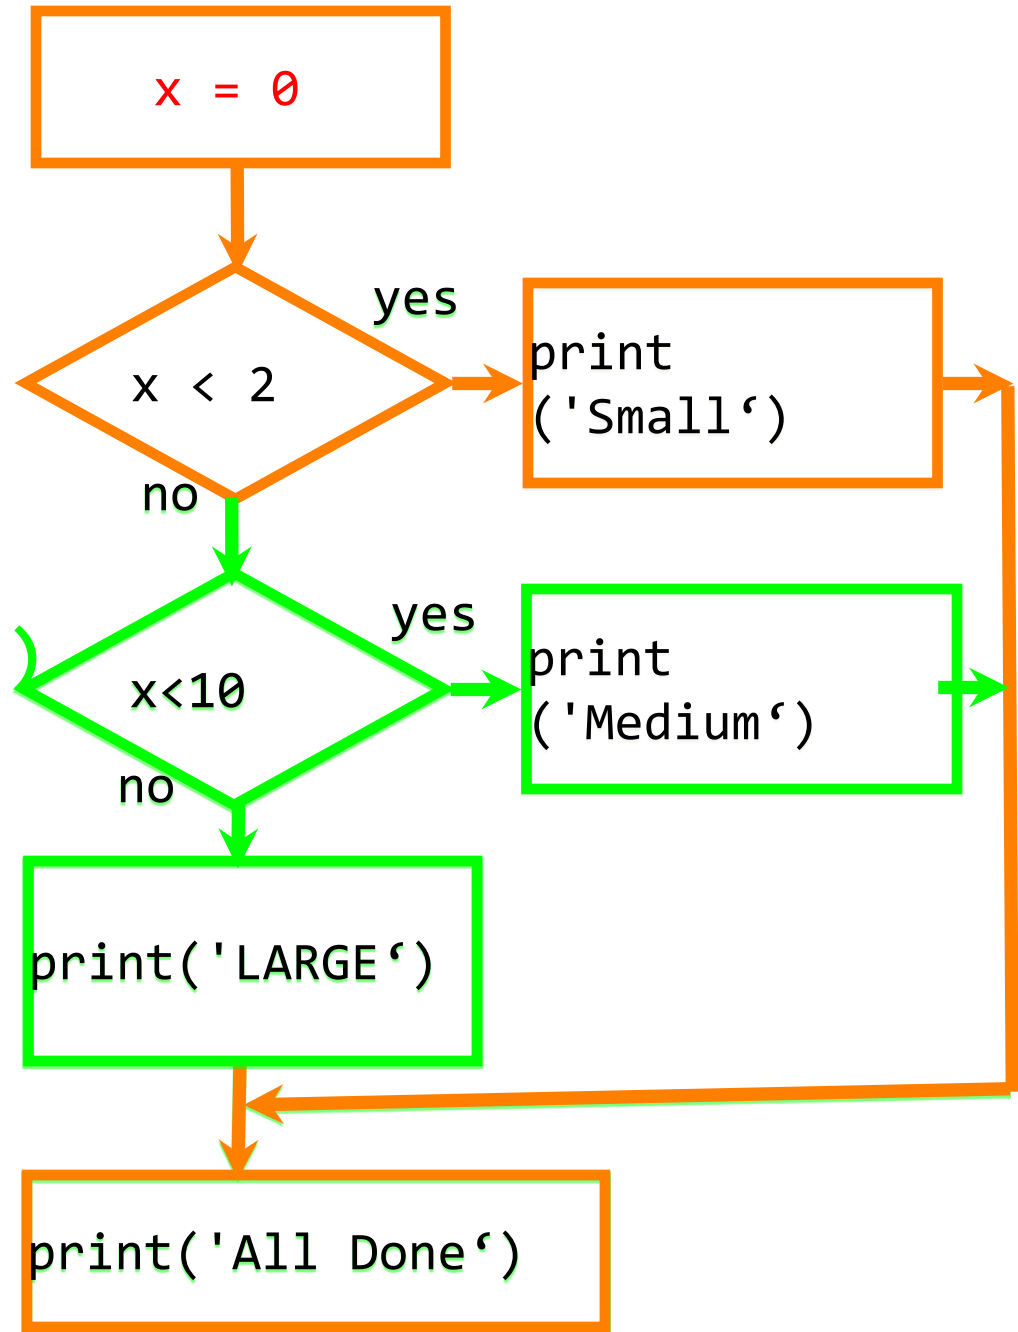 x = 0
yes
x < 2
print
('Small‘)
no
yes
x<10
print
('Medium‘)
no
print('LARGE‘)
print('All Done‘)